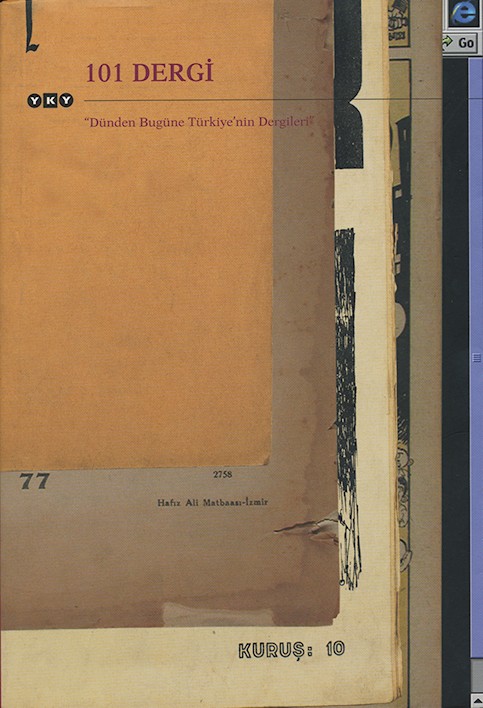 Go
101 DERGİ
YKY
“Dünden Bugüne Türkiye'nin Dergileri”
77
2758
Hafız Ali Matbaası-İzmir
KURUŞ: 10